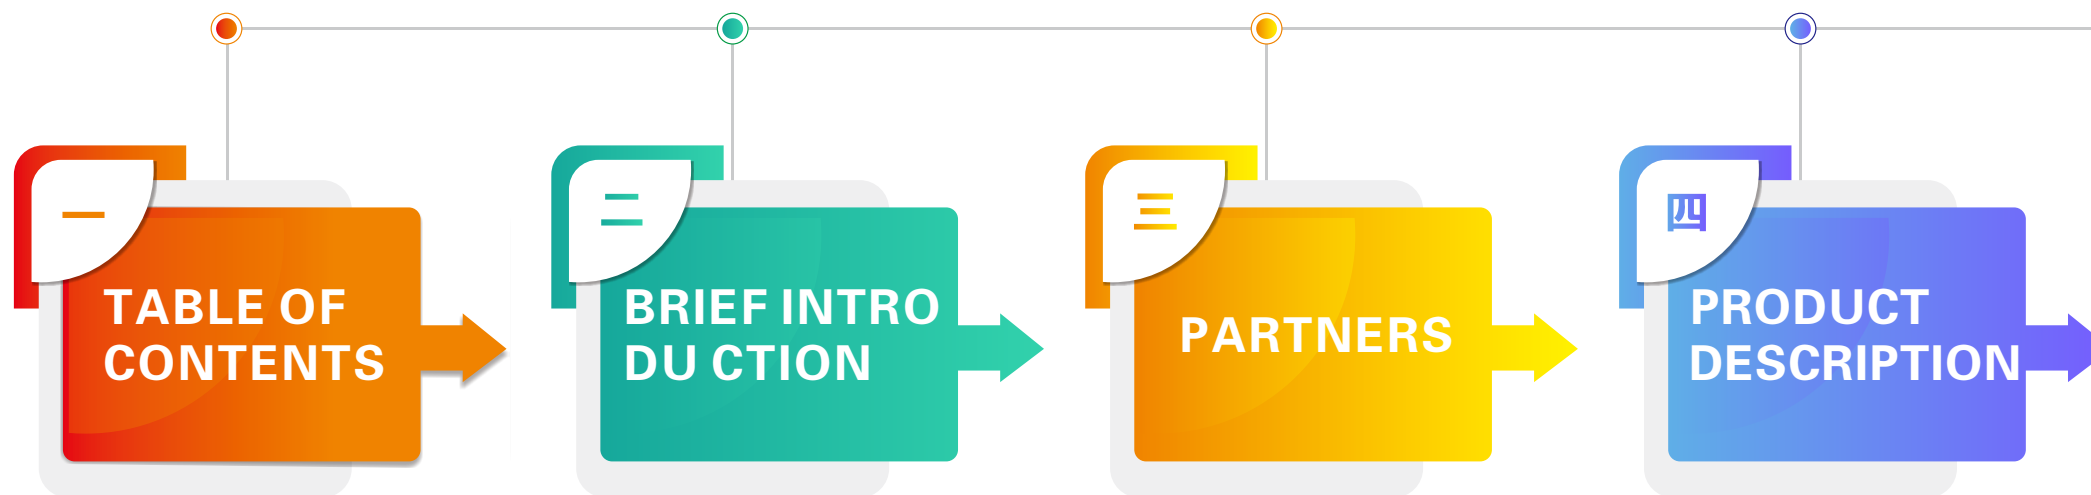 一
TABLE OF
CONTENTS
二
BRIEF INTRO
DU CTION
三
PARTNERS
四
PRODUCT
DESCRIPTION